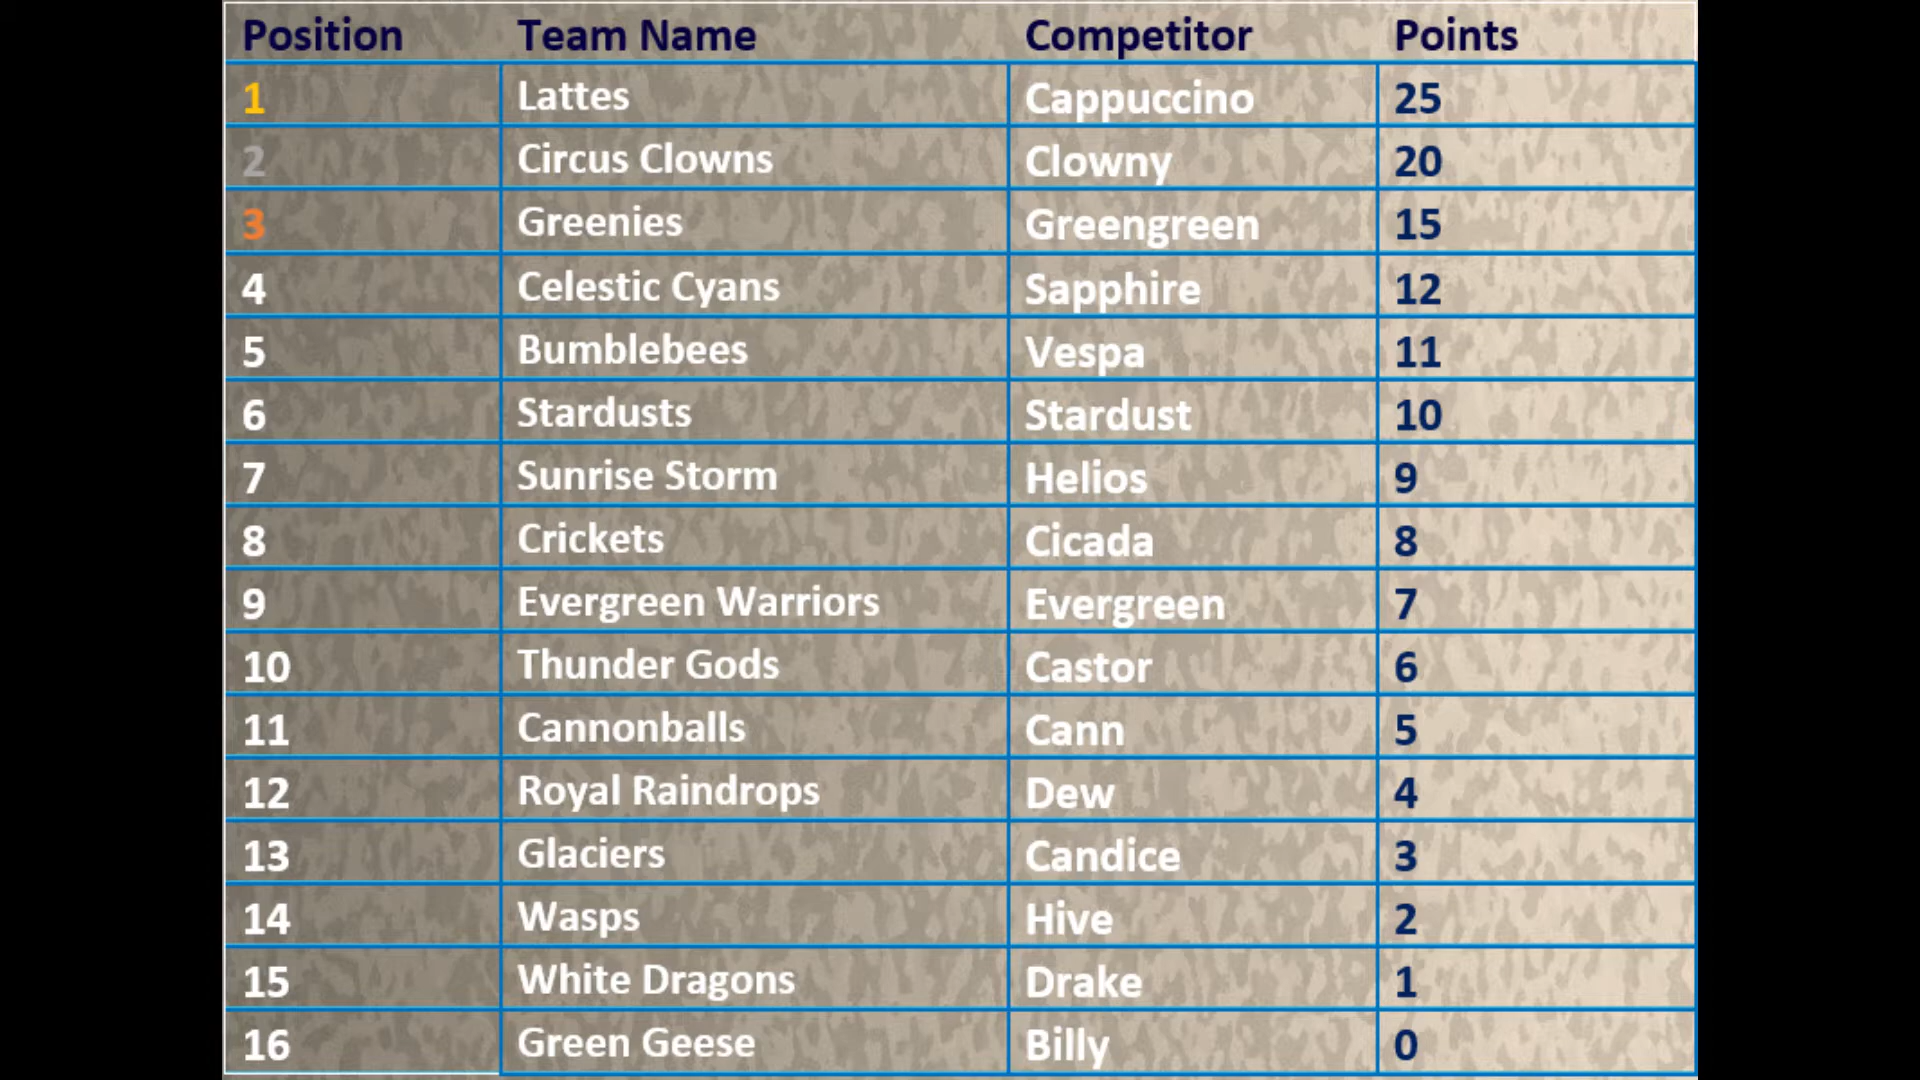 Position Team Name Competitor Points
1 Lattes Cappuccino 25
2 Circus Clowns Clowny 20
3 Greenies Greengreen 15
4 Celestic Cyans Sapphire 12
5 Bumblebees Vespa 11
6 Stardusts Stardust 10
7 Sunrise Storm Helios 9
8 Crickets Cicada 8
9 Evergreen Warriors Evergreen 7
10 Thunder Gods Castor 6
11 Cannonballs Cann 5
12 Royal Raindrops Dew 4
13 Glaciers Candice 3
14 Wasps Hive 2
15 White Dragons Drake 1
16 Green Geese Billy 0